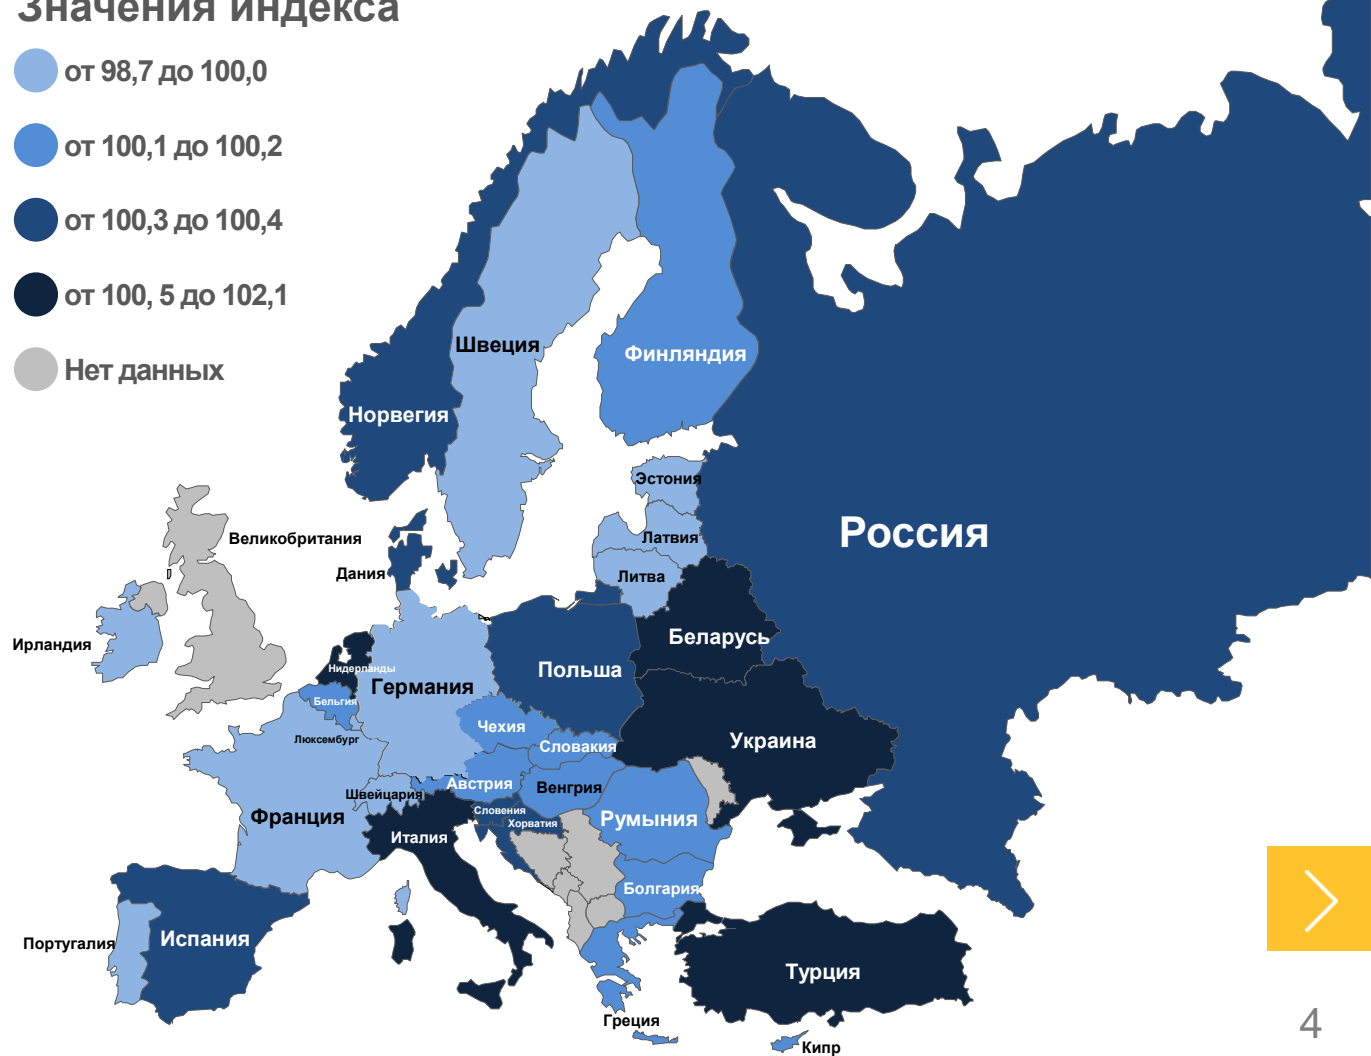 Значения индекса
от 98,7 до 100,0
от 100,1 до 100,2
от 100,3 до 100,4
от 100, 5 до 102,1
Нет данных
Швеция
Финляндия
Норвегия
Эстония
Россия
Великобритания
Латвия
Дания
Литва
Беларусь
Ирландия
Нидерланды
Польша
Германия
Бельгия
Чехия
Люксембург
Словакия
Украина
Австрия
Венгрия
Швейцария
Словения
Франция
Хорватия
Румыния
Италия
Болгария
Португалия
Испания
Турция
Греция
Кипр
4